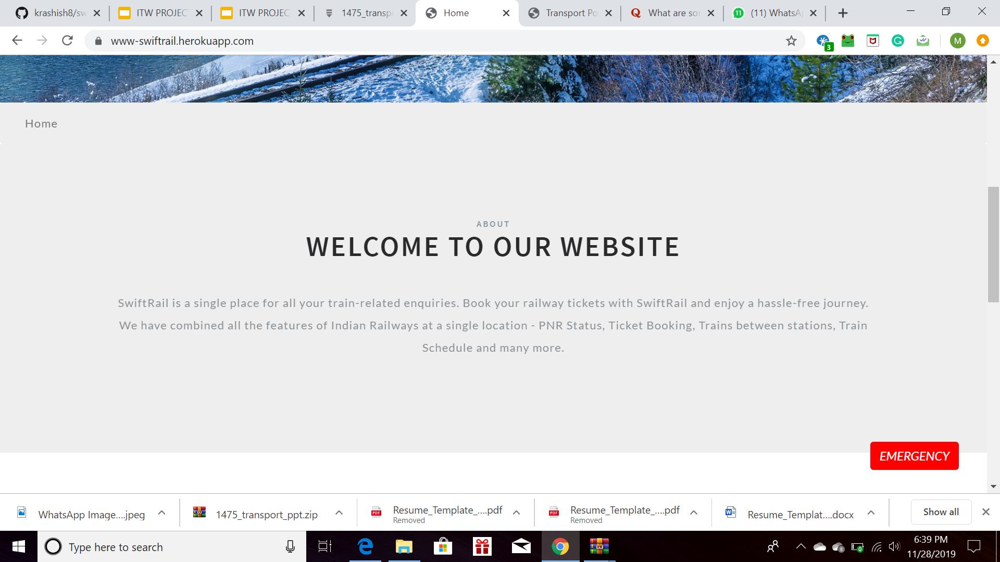 krashish8/sw
ITW PROJEC
ITW PROJEC
1475_transpo
Home
Transport Po
What are sor
(11) WhatsA
www-swiftrail.herokuapp.com
3
M
Home
ABOUT
WELCOME TO OUR WEBSITE
SwiftRail is a single place for all your train-related enquiries. Book your railway tickets with SwiftRail and enjoy a hassle-free journey.
We have combined all the features of Indian Railways at a single location - PNR Status, Ticket Booking, Trains between stations, Train
Schedule and many more.
EMERGENCY
WhatsApp Image....jpeg
1475_transport_ppt.zip
Resume_Template_....pdf
Removed
Resume_Template_....pdf
Removed
Resume_Templat....docx
Show all
Type here to search
6:39 PM
11/28/2019